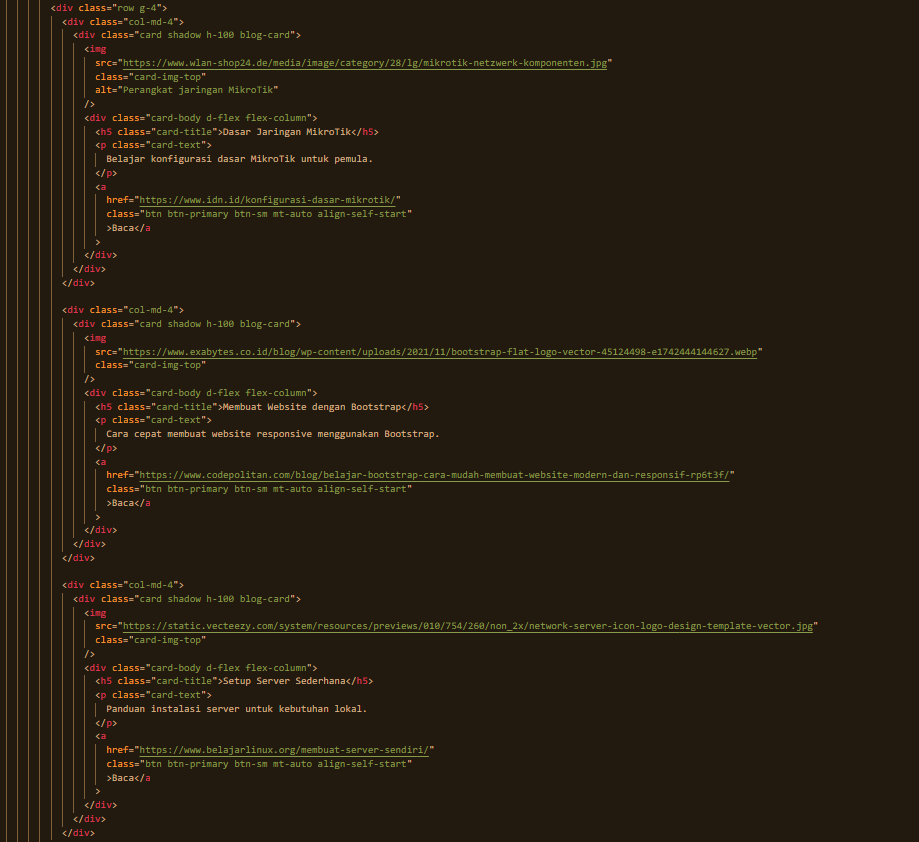 <div class="row g-4">
<div class="col-md-4">
<div class="card shadow h-100 blog-card">
<img
src="https://www.wlan-shop24.de/media/image/category/28/lg/mikrotik-netzwerk-komponenten.jpg"
class="card-img-top"
alt="Perangkat jaringan MikroTik"
/>
<div class="card-body d-flex flex-column">
<h5 class="card-title">Dasar Jaringan MikroTik</h5>
<p class="card-text">
Belajar konfigurasi dasar MikroTik untuk pemula.
</p>
<a
href="https://www.idn.id/konfigurasi-dasar-mikrotik/"
class="btn btn-primary btn-sm mt-auto align-self-start"
>Baca</a
>
</div>
</div>
</div>
<div class="col-md-4">
<div class="card shadow h-100 blog-card">
<img
src="https://www.exabytes.co.id/blog/wp-content/uploads/2021/11/bootstrap-flat-logo-vector-45124498-e1742444144627.webp"
class="card-img-top"
/>
<div class="card-body d-flex flex-column">
<h5 class="card-title">Membuat Website dengan Bootstrap</h5>
<p class="card-text">
Cara cepat membuat website responsive menggunakan Bootstrap.
</p>
<a
href="https://www.codepolitan.com/blog/belajar-bootstrap-cara-mudah-membuat-website-modern-dan-responsif-rp6t3f/"
class="btn btn-primary btn-sm mt-auto align-self-start"
>Baca</a
>
</div>
</div>
</div>
<div class="col-md-4">
<div class="card shadow h-100 blog-card">
<img
src="https://static.vecteezy.com/system/resources/previews/010/754/260/non_2x/network-server-icon-logo-design-template-vector.jpg"
class="card-img-top"
/>
<div class="card-body d-flex flex-column">
<h5 class="card-title">Setup Server Sederhana</h5>
<p class="card-text">
Panduan instalasi server untuk kebutuhan lokal.
</p>
<a
href="https://www.belajarlinux.org/membuat-server-sendiri/"
class="btn btn-primary btn-sm mt-auto align-self-start"
>Baca</a
>
</div>
</div>
</div>